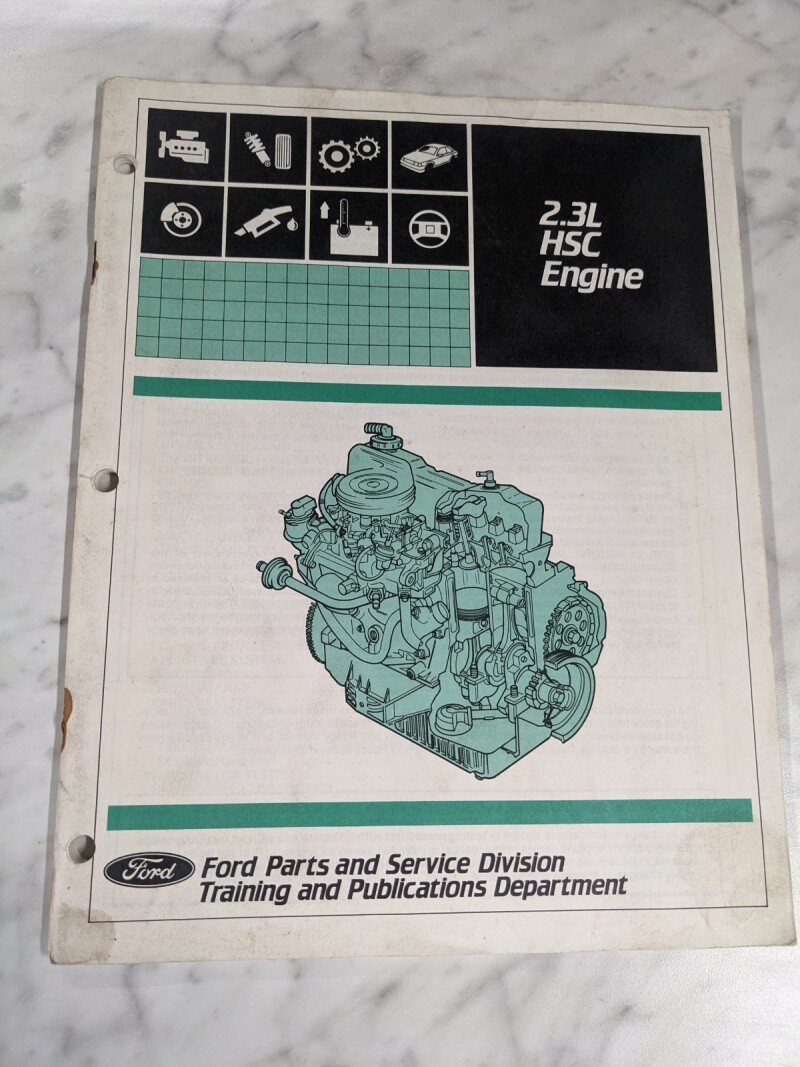 2.3L
HSC
Engine
Ford
Ford Parts and Service Division
Training and Publications Department